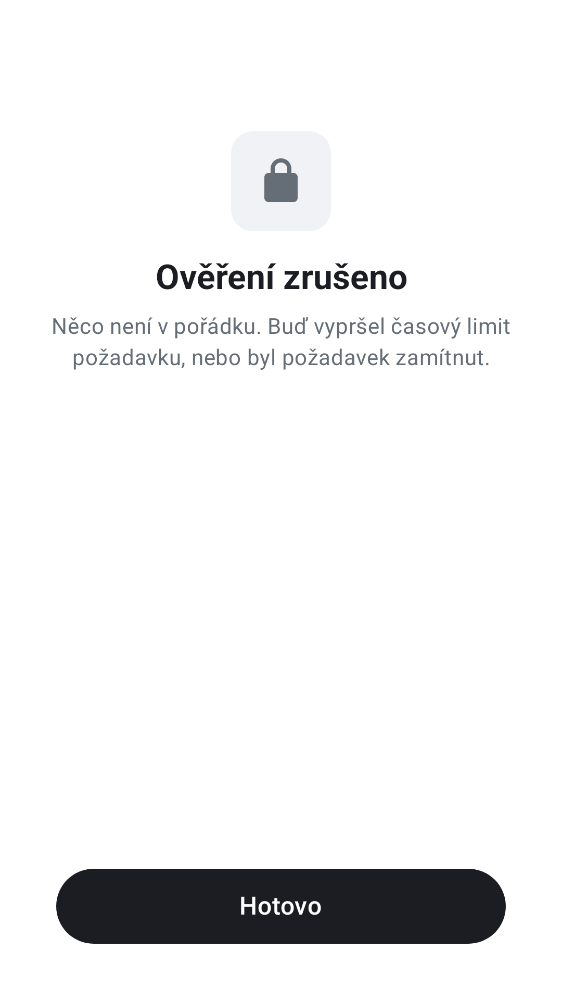 Ověření zrušeno
Něco není v pořádku. Buď vypršel časový limit
požadavku, nebo byl požadavek zamítnut.
Hotovo